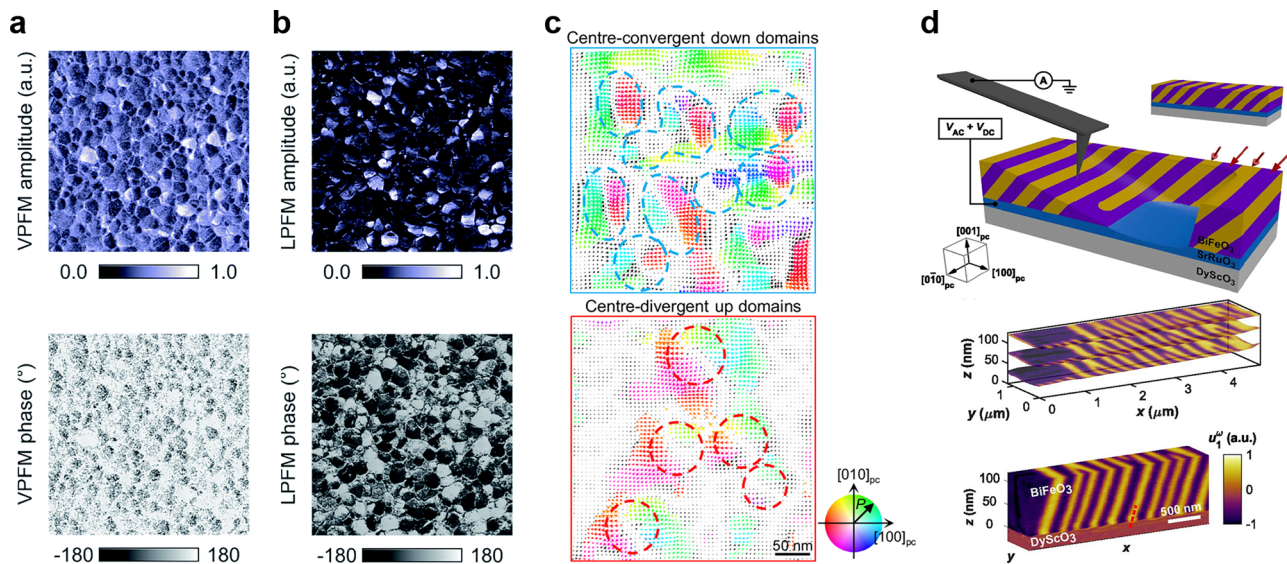 a
VPFM amplitude (a.u.)
0.0 1.0
VPFM phase (°)
-180 180
b
LPFM amplitude (a.u.)
0.0 1.0
LPFM phase (°)
-180 180
c
Centre-convergent down domains
Centre-divergent up domains
50 nm
[010]pc
P
[100]pc
d
A
VAC + VDC
BiFeO3
SrRuO3
DyScO3
[001]pc
[01̄0]pc
[100]pc
z (nm)
100
50
0
1
0
y (μm)
0
1
2
3
4
x (μm)
u1ω (a.u.)
1
0
-1
z (nm)
100
50
0
BiFeO3
500 nm
DyScO3
y
x